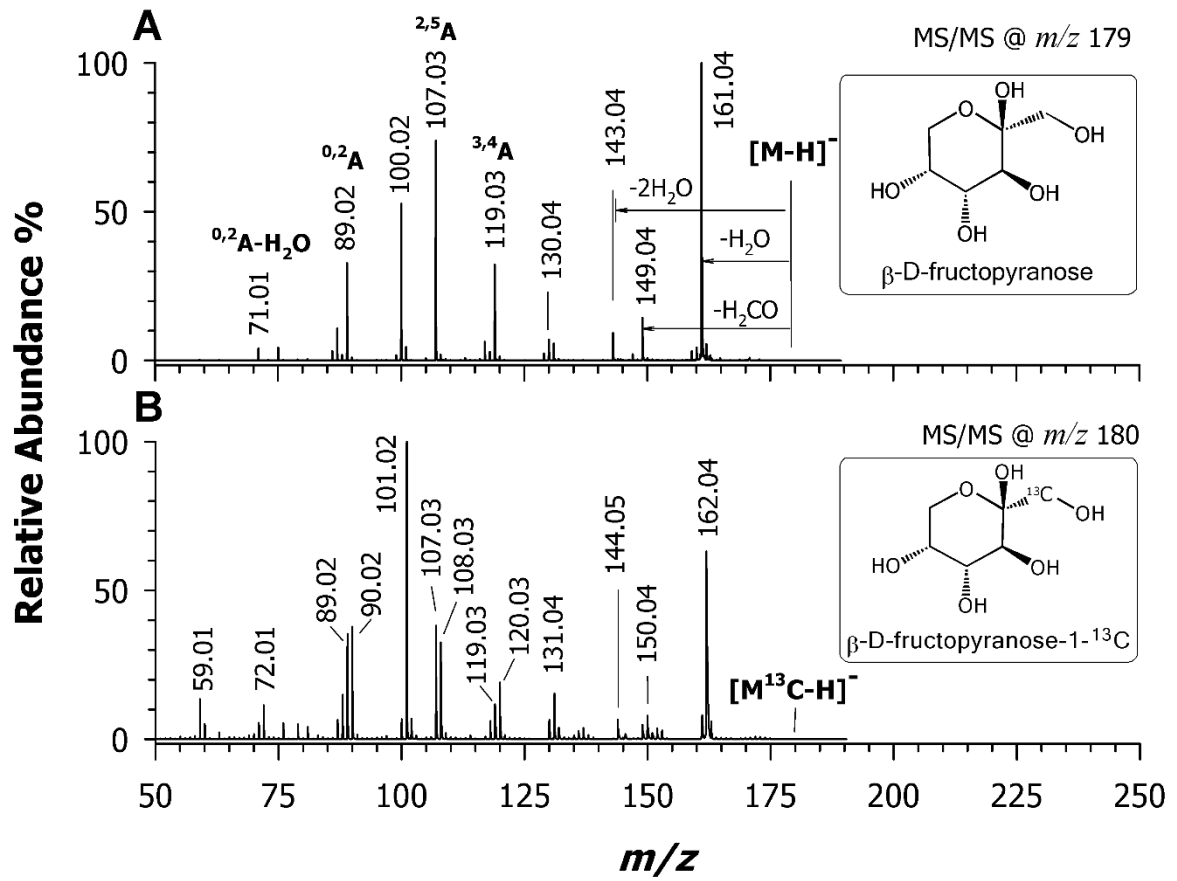 A
MS/MS @ m/z 179
100
50
0
0,2A-H2O
71.01
0,2A
89.02
100.02
2,5A
107.03
3,4A
119.03
130.04
143.04
149.04
161.04
[M-H]-
-2H2O
-H2O
-H2CO
O
OH
OH
HO
OH
OH
β-D-fructopyranose
Relative Abundance %
B
MS/MS @ m/z 180
100
50
0
59.01
72.01
89.02
90.02
101.02
107.03
108.03
119.03
120.03
131.04
144.05
150.04
162.04
[M13C-H]-
O
OH
13C
OH
HO
OH
OH
β-D-fructopyranose-1-13C
50
75
100
125
150
175
200
225
250
m/z